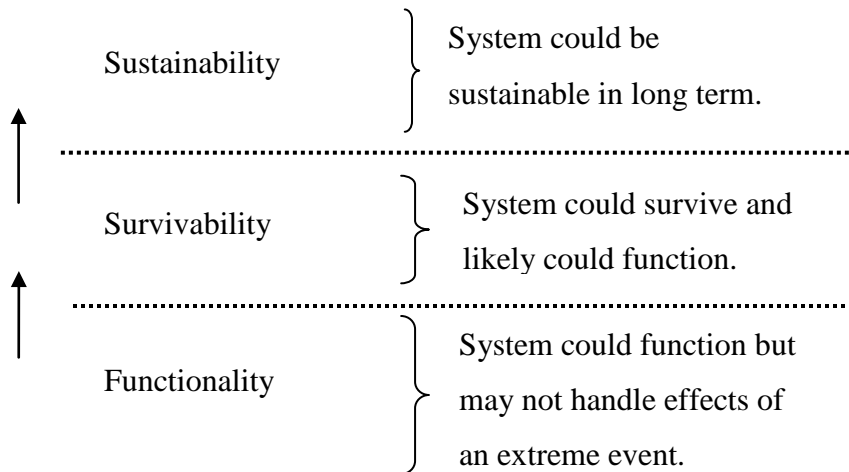 Sustainability
System could be
sustainable in long term.
Survivability
System could survive and
likely could function.
Functionality
System could function but
may not handle effects of
an extreme event.